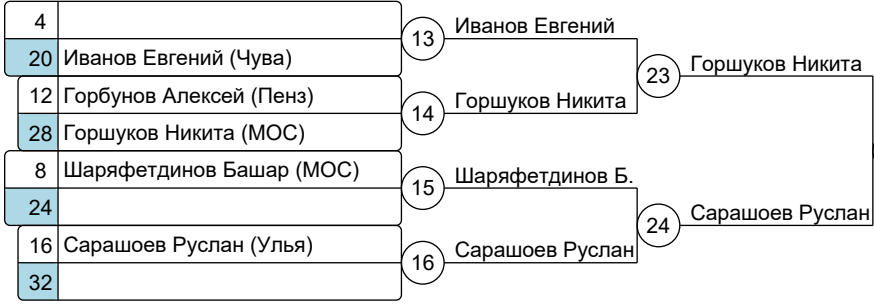 4
20 Иванов Евгений (Чува)
12 Горбунов Алексей (Пенз)
28 Горшуков Никита (МОС)
8 Шаряфетдинов Башар (МОС)
24
16 Сарашоев Руслан (Улья)
32
13 Иванов Евгений
14 Горшуков Никита
15 Шаряфетдинов Б.
16 Сарашоев Руслан
23 Горшуков Никита
24 Сарашоев Руслан